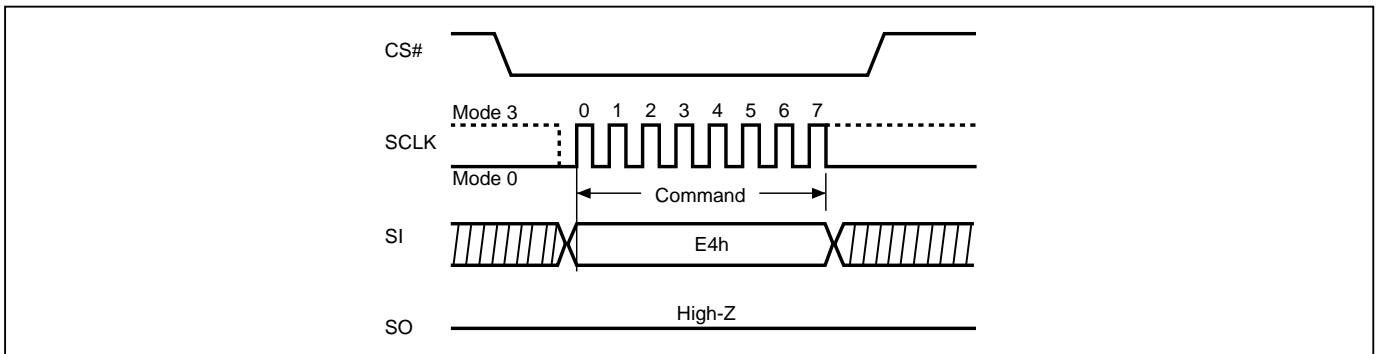 CS#
Mode 3
0 1 2 3 4 5 6 7
SCLK
Mode 0
Command
SI
E4h
High-Z
SO